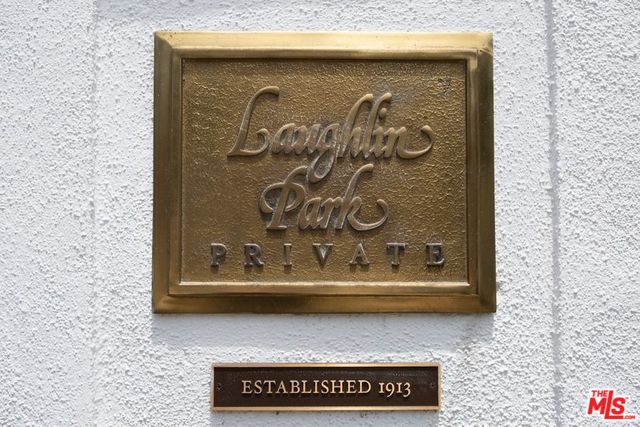 Laughlin
Park
PRIVATE
ESTABLISHED 1913
THE
MLS